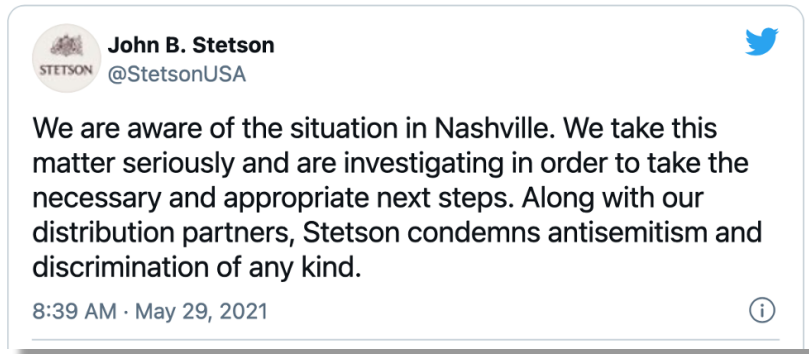 STETSON
John B. Stetson
@StetsonUSA
We are aware of the situation in Nashville. We take this
matter seriously and are investigating in order to take the
necessary and appropriate next steps. Along with our
distribution partners, Stetson condemns antisemitism and
discrimination of any kind.
8:39 AM · May 29, 2021